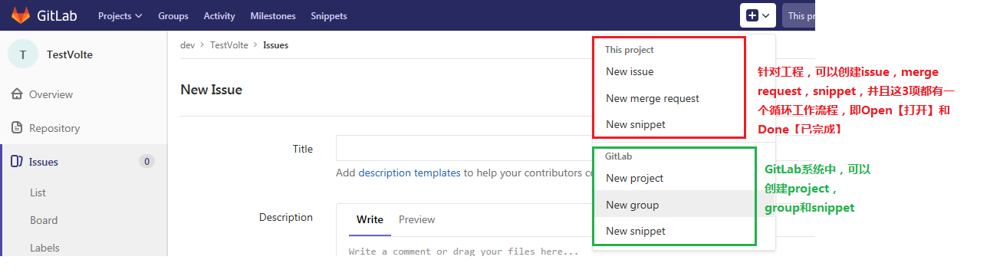 GitLab Projects Groups Activity Milestones Snippets
T TestVolte
Overview
Repository
Issues 0
List
Board
Labels
dev > TestVolte > Issues
New Issue
Title
Add description templates to help your contributors
Description
Write Preview
Write a comment or drag your files here...
This project
New issue
New merge request
New snippet
GitLab
New project
New group
New snippet
针对工程，可以创建issue，merge
request，snippet，并且这3项都有一
个循环工作流程，即Open【打开】和
Done【已完成】
GitLab系统中，可以
创建project，
group和snippet